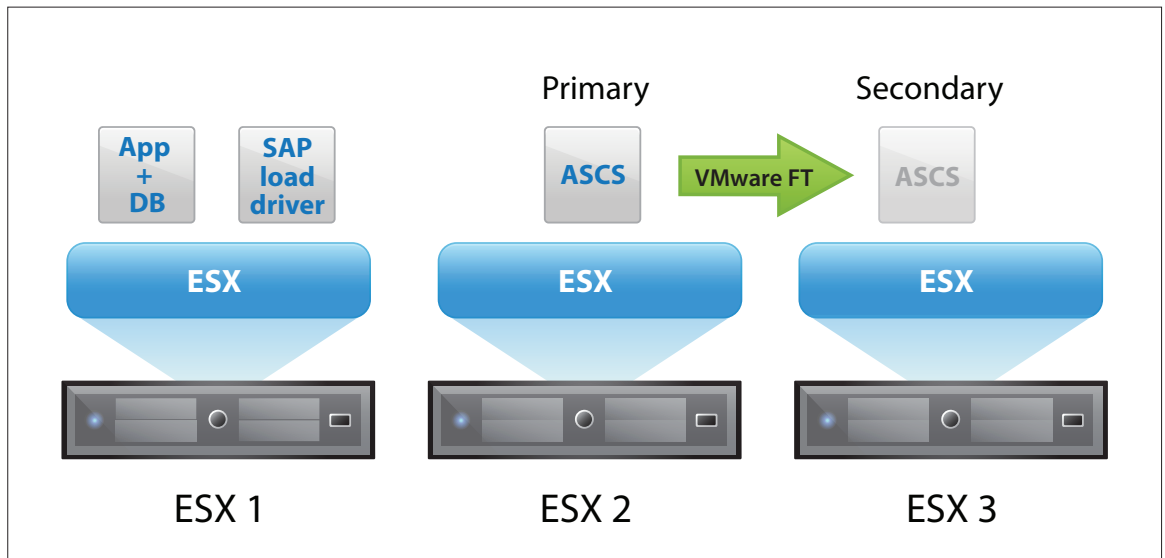 Primary
Secondary
App
+
DB
SAP
load
driver
ASCS
VMware FT
ASCS
ESX
ESX
ESX
ESX 1
ESX 2
ESX 3